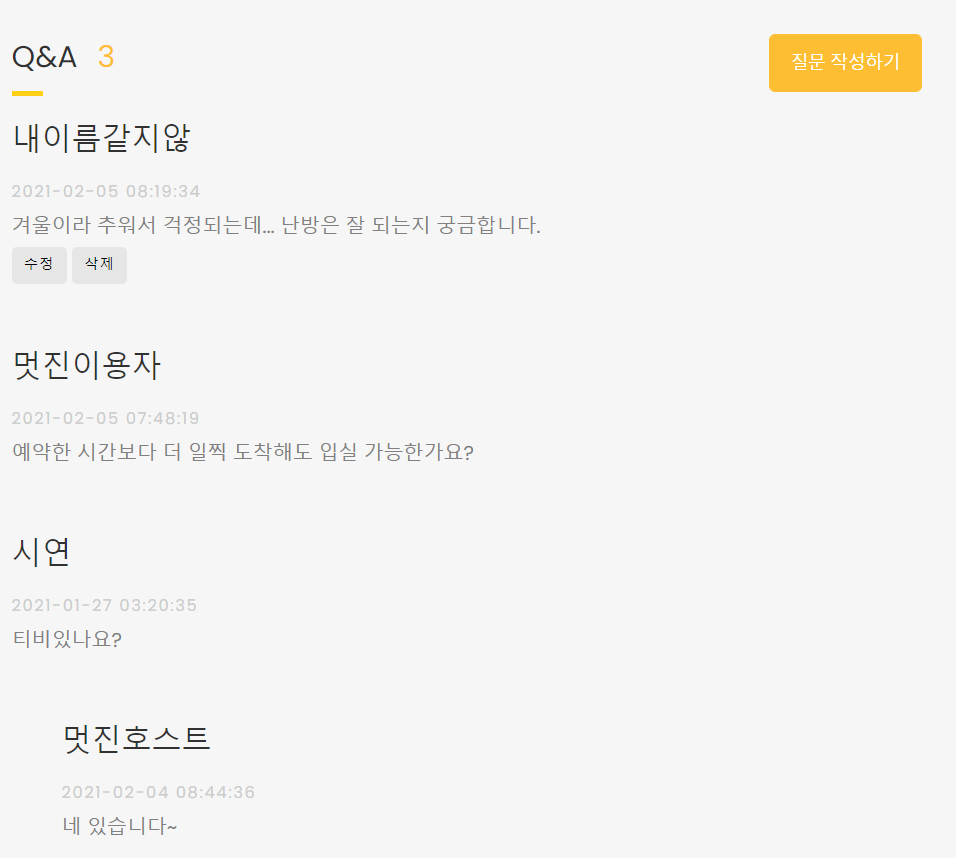 Q&A 3
질문 작성하기
내이름같지않
2021-02-05 08:19:34
겨울이라 추워서 걱정되는데... 난방은 잘 되는지 궁금합니다.
수정 삭제
멋진이용자
2021-02-05 07:48:19
예약한 시간보다 더 일찍 도착해도 입실 가능한가요?
시연
2021-01-27 03:20:35
티비있나요?
멋진호스트
2021-02-04 08:44:36
네 있습니다~